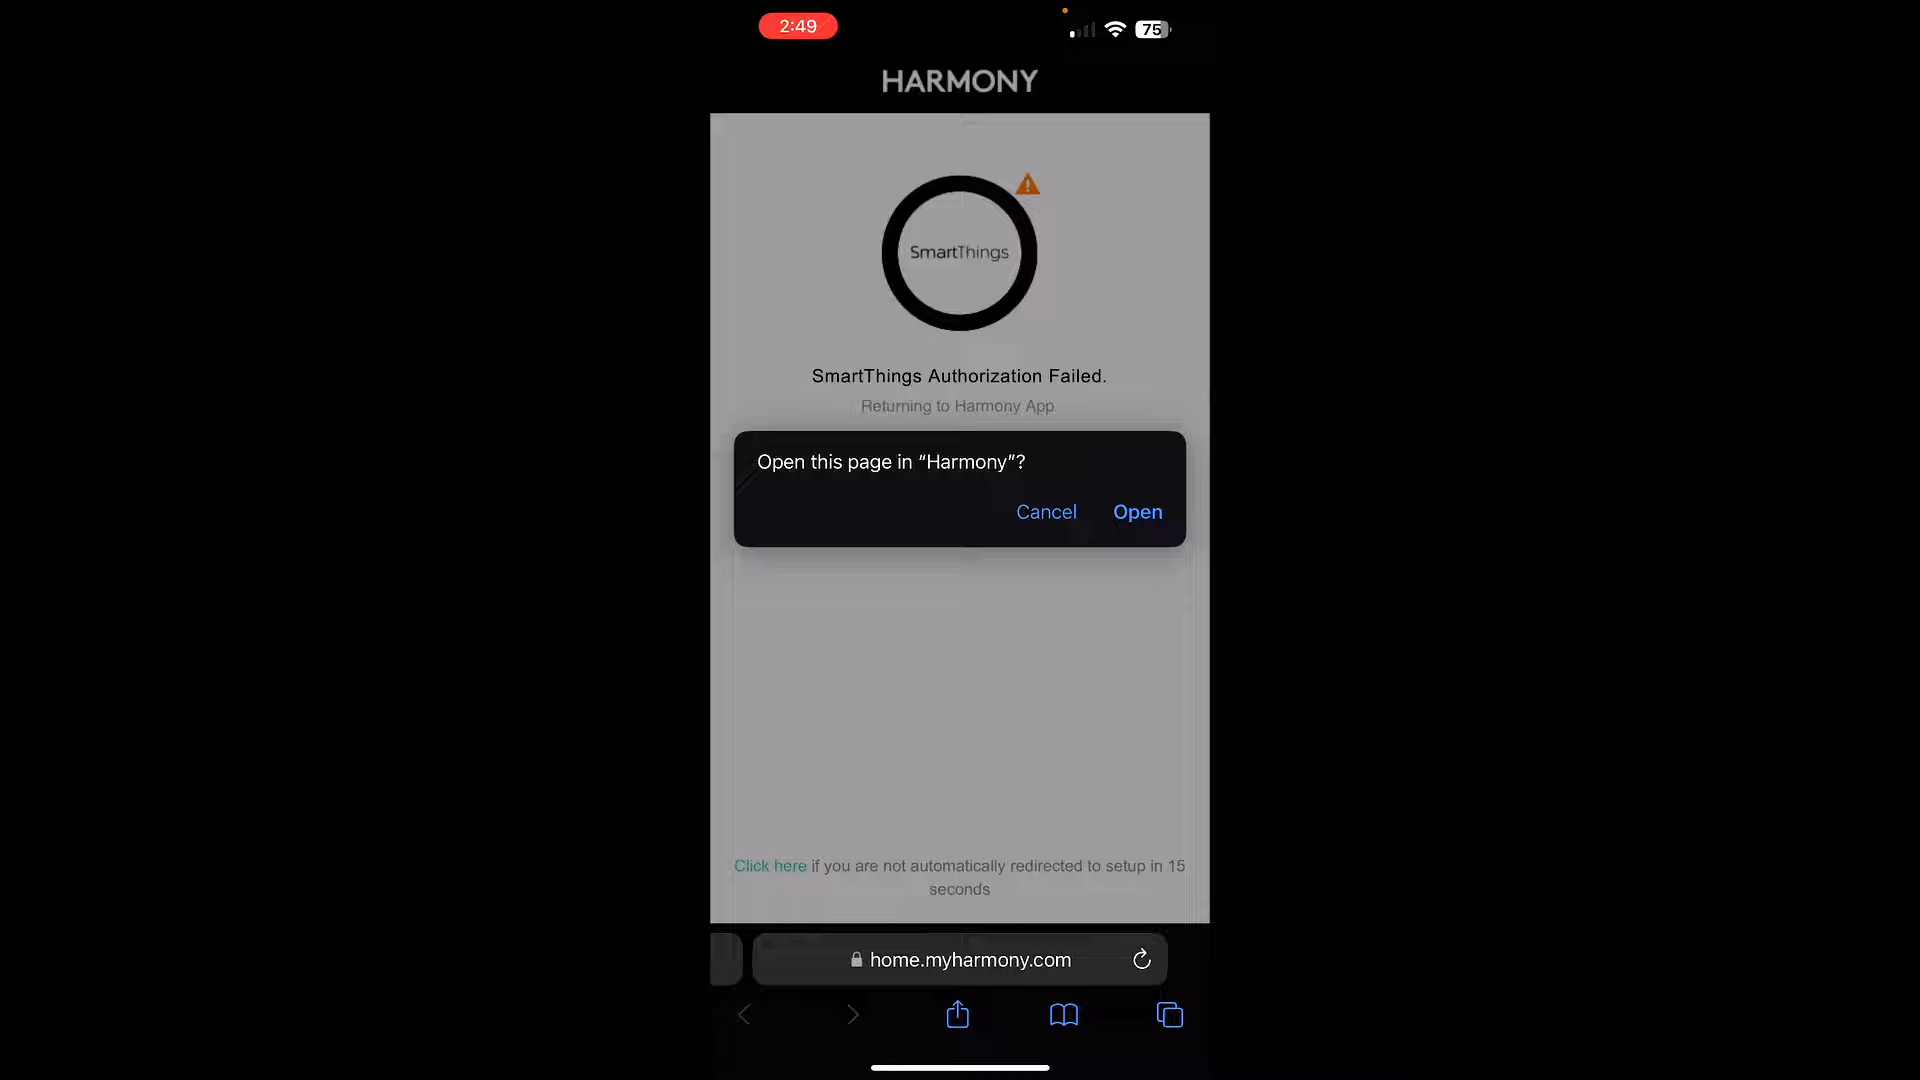 2:49
75
HARMONY
SmartThings
SmartThings Authorization Failed.
Returning to Harmony App
Open this page in “Harmony”?
Cancel Open
Click here if you are not automatically redirected to setup in 15
seconds
home.myharmony.com